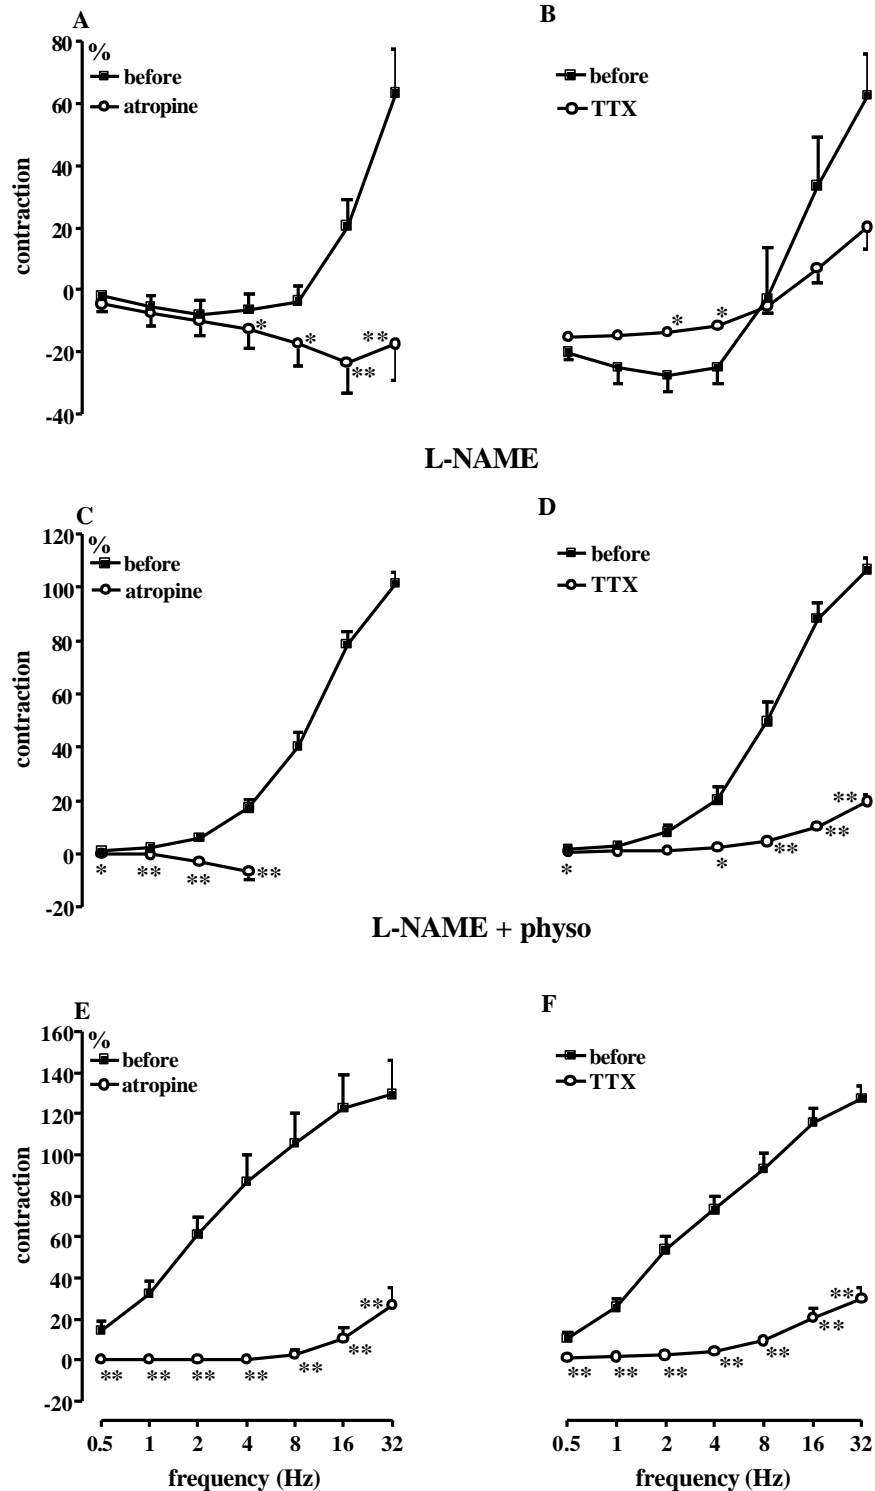 A
B
80
%
before
before
atropine
TTX
60
40
20
0
-20
-40
contraction
*
*
**
**
*
*
L-NAME
C
D
120
%
before
before
atropine
TTX
100
80
60
40
20
0
-20
contraction
*
**
**
**
*
*
**
**
**
L-NAME + physo
E
F
160
%
before
before
atropine
TTX
140
120
100
80
60
40
20
0
-20
contraction
**
**
**
**
**
**
**
**
**
**
**
**
**
**
0.5 1 2 4 8 16 32
0.5 1 2 4 8 16 32
frequency (Hz)
frequency (Hz)